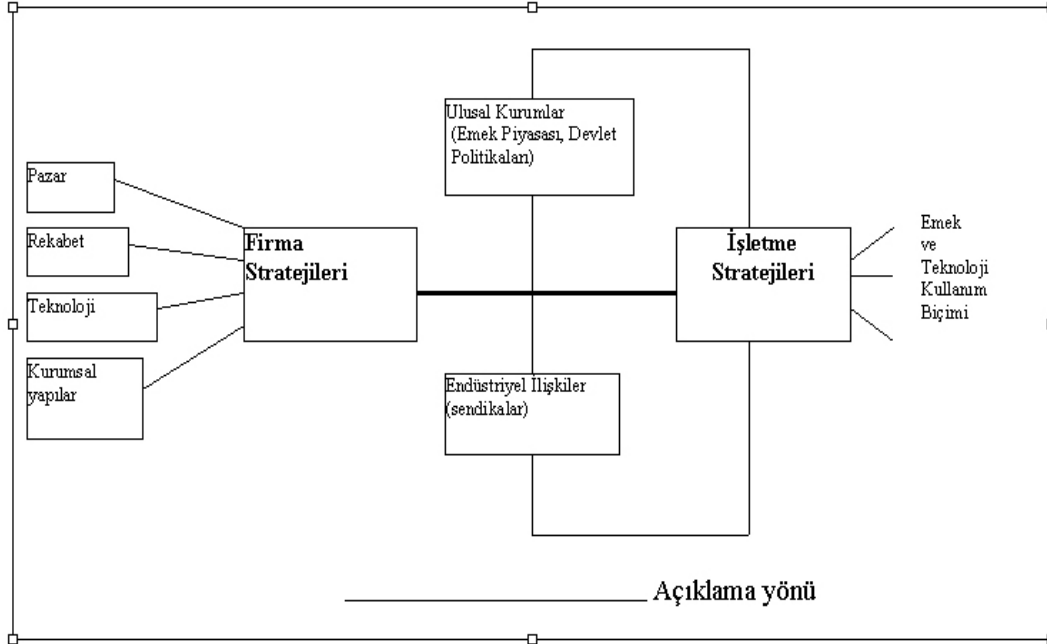 Ulusal Kurumlar
(Emek Piyasası, Devlet
Politikaları)
Pazar
Rekabet
Teknoloji
Kurumsal
yapılar
Firma
Stratejileri
İşletme
Stratejileri
Emek
ve
Teknoloji
Kullanım
Biçimi
Endüstriyel İlişkiler
(sendikalar)
Açıklama yönü